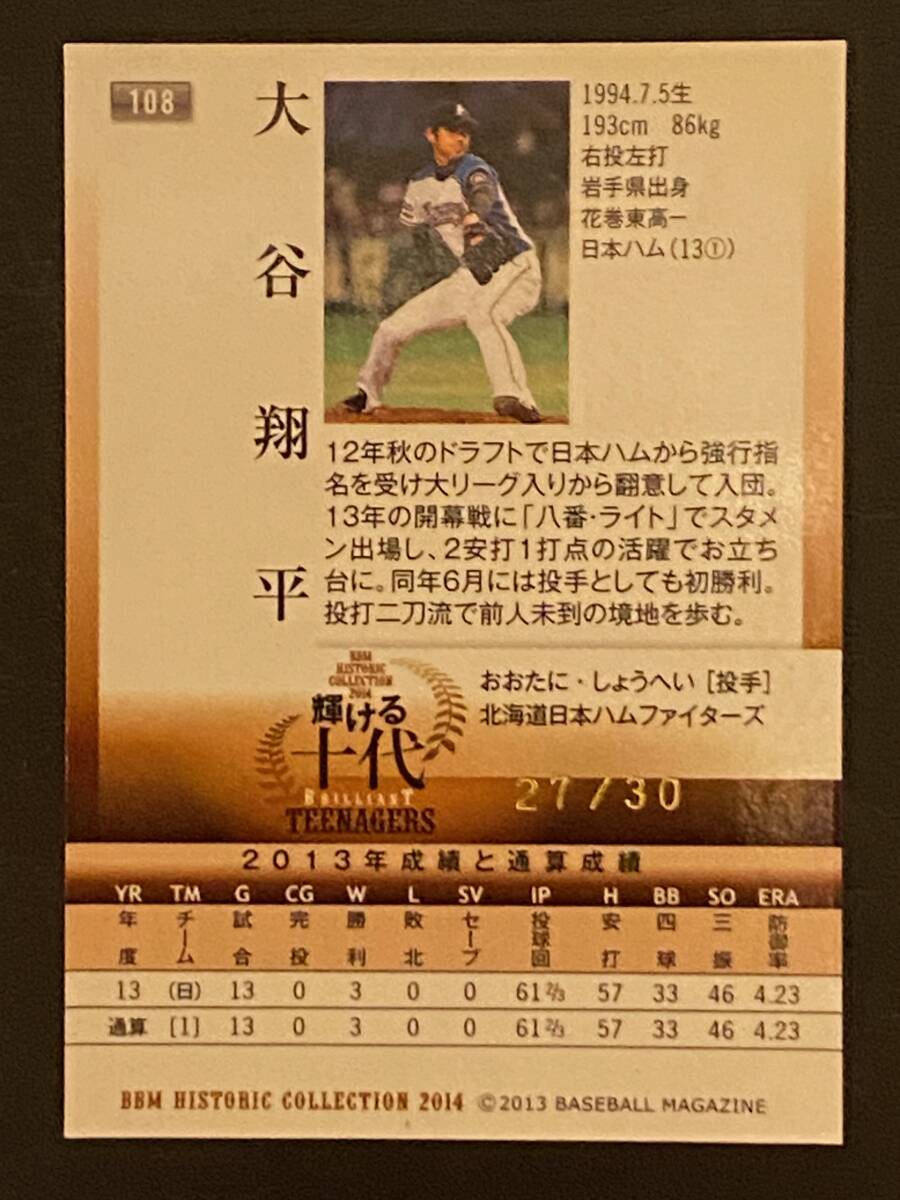 108
大谷翔平
1994.7.5生
193cm 86kg
右投左打
岩手県出身
花巻東高ー
日本ハム(13①)
12年秋のドラフトで日本ハムから強行指
名を受け大リーグ入りから翻意して入団。
13年の開幕戦に「八番・ライト」でスタメ
ン出場し、2安打1打点の活躍でお立ち
台に。同年6月には投手としても初勝利。
投打二刀流で前人未到の境地を歩む。
BBM
HISTORIC
COLLECTION
2014
輝ける
十代
BRILLIANT
TEENAGERS
おおたに・しょうへい[投手]
北海道日本ハムファイターズ
27/30
2013年成績と通算成績
YR TM G CG W L SV IP H BB SO ERA
年度 チーム 試合 完投 勝利 敗北 セーブ 投球回 安打 四球 三振 防御率
13 (日) 13 0 3 0 0 61 2/3 57 33 46 4.23
通算 [1] 13 0 3 0 0 61 2/3 57 33 46 4.23
BBM HISTORIC COLLECTION 2014 ©2013 BASEBALL MAGAZINE